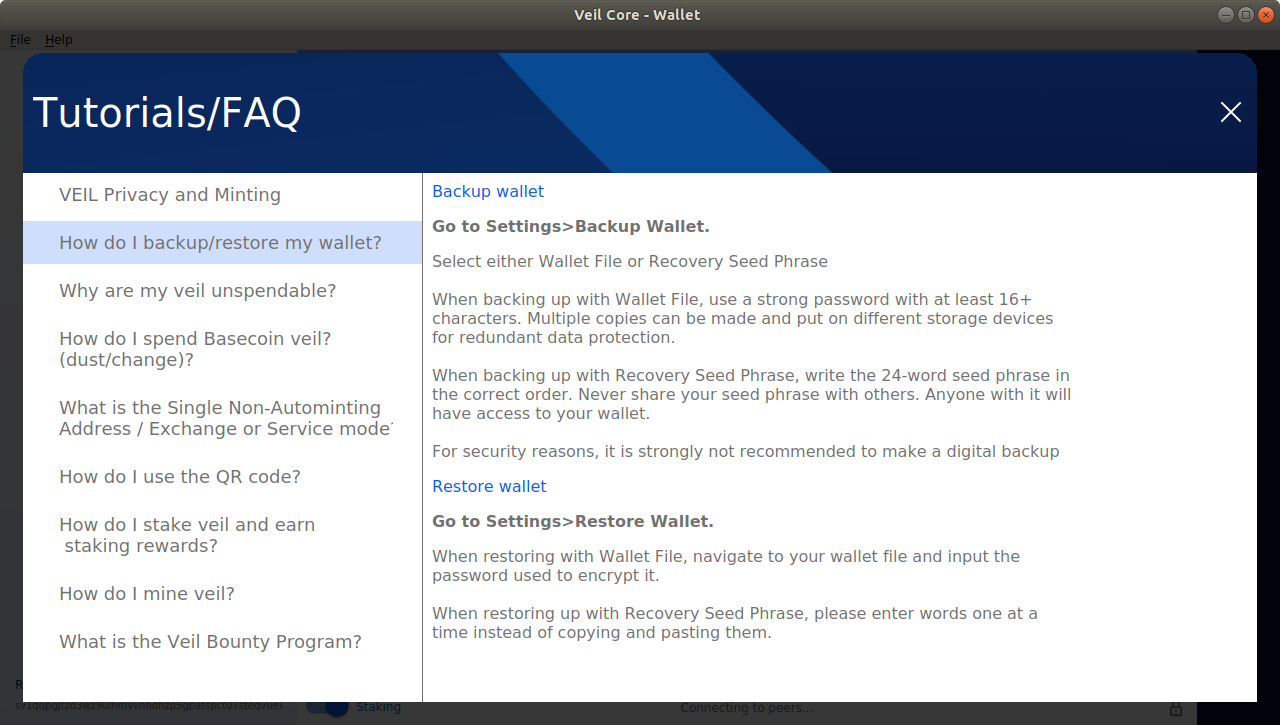 Veil Core - Wallet
File Help
Tutorials/FAQ
VEIL Privacy and Minting
How do I backup/restore my wallet?
Why are my veil unspendable?
How do I spend Basecoin veil?
(dust/change)?
What is the Single Non-Autominting
Address / Exchange or Service mode?
How do I use the QR code?
How do I stake veil and earn
staking rewards?
How do I mine veil?
What is the Veil Bounty Program?
Backup wallet
Go to Settings>Backup Wallet.
Select either Wallet File or Recovery Seed Phrase
When backing up with Wallet File, use a strong password with at least 16+
characters. Multiple copies can be made and put on different storage devices
for redundant data protection.
When backing up with Recovery Seed Phrase, write the 24-word seed phrase in
the correct order. Never share your seed phrase with others. Anyone with it will
have access to your wallet.
For security reasons, it is strongly not recommended to make a digital backup
Restore wallet
Go to Settings>Restore Wallet.
When restoring with Wallet File, navigate to your wallet file and input the
password used to encrypt it.
When restoring up with Recovery Seed Phrase, please enter words one at a
time instead of copying and pasting them.
R
Staking
Connecting to peers...